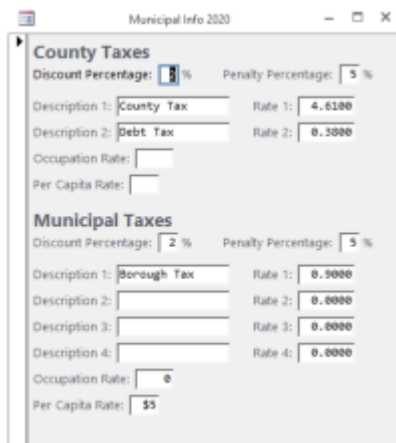 Municipal Info 2020
County Taxes
Discount Percentage: % Penalty Percentage: 5 %
Description 1: County Tax Rate 1: 4.6100
Description 2: Debt Tax Rate 2: 0.3800
Occupation Rate:
Per Capita Rate:
Municipal Taxes
Discount Percentage: 2 % Penalty Percentage: 5 %
Description 1: Borough Tax Rate 1: 0.9000
Description 2: Rate 2: 0.0000
Description 3: Rate 3: 0.0000
Description 4: Rate 4: 0.0000
Occupation Rate: 0
Per Capita Rate: $5